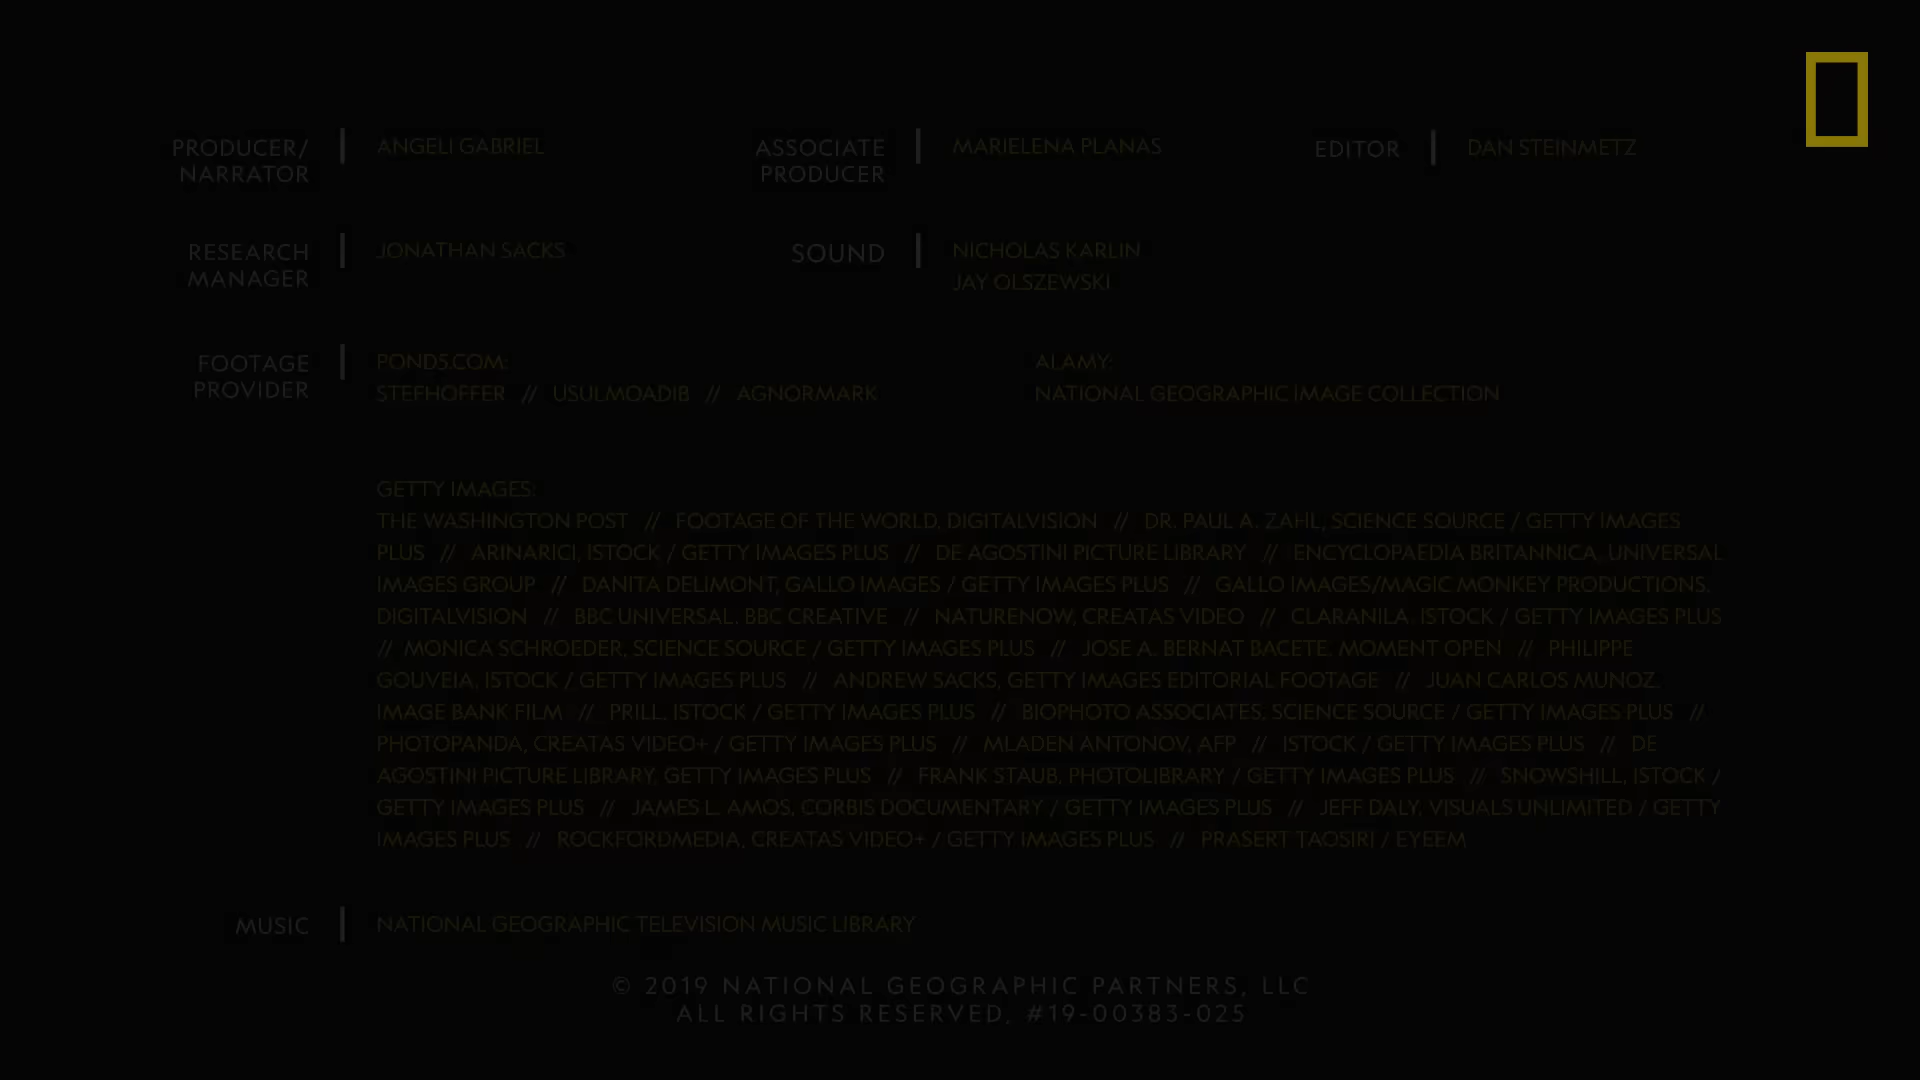 PRODUCER/
NARRATOR
ANGELI GABRIEL
ASSOCIATE
PRODUCER
MARIELENA PLANAS
EDITOR
DAN STEINMETZ
RESEARCH
MANAGER
JONATHAN SACKS
SOUND
NICHOLAS KARLIN
JAY OLSZEWSKI
FOOTAGE
PROVIDER
POND5.COM:
STEFHOFFER // USULMOADIB // AGNORMARK
ALAMY:
NATIONAL GEOGRAPHIC IMAGE COLLECTION
GETTY IMAGES:
THE WASHINGTON POST // FOOTAGE OF THE WORLD, DIGITALVISION // DR. PAUL A. ZAHL, SCIENCE SOURCE / GETTY IMAGES
PLUS // ARINARICI, ISTOCK / GETTY IMAGES PLUS // DE AGOSTINI PICTURE LIBRARY // ENCYCLOPAEDIA BRITANNICA, UNIVERSAL
IMAGES GROUP // DANITA DELIMONT, GALLO IMAGES / GETTY IMAGES PLUS // GALLO IMAGES/MAGIC MONKEY PRODUCTIONS,
DIGITALVISION // BBC UNIVERSAL, BBC CREATIVE // NATURENOW, CREATAS VIDEO // CLARANILA, ISTOCK / GETTY IMAGES PLUS
// MONICA SCHROEDER, SCIENCE SOURCE / GETTY IMAGES PLUS // JOSE A. BERNAT BACETE, MOMENT OPEN // PHILIPPE
GOUVEIA, ISTOCK / GETTY IMAGES PLUS // ANDREW SACKS, GETTY IMAGES EDITORIAL FOOTAGE // JUAN CARLOS MUNOZ,
IMAGE BANK FILM // PRILL, ISTOCK / GETTY IMAGES PLUS // BIOPHOTO ASSOCIATES, SCIENCE SOURCE / GETTY IMAGES PLUS //
PHOTOPANDA, CREATAS VIDEO+ / GETTY IMAGES PLUS // MLADEN ANTONOV, AFP // ISTOCK / GETTY IMAGES PLUS // DE
AGOSTINI PICTURE LIBRARY, GETTY IMAGES PLUS // FRANK STAUB, PHOTOLIBRARY / GETTY IMAGES PLUS // SNOWSHILL, ISTOCK /
GETTY IMAGES PLUS // JAMES L. AMOS, CORBIS DOCUMENTARY / GETTY IMAGES PLUS // JEFF DALY, VISUALS UNLIMITED / GETTY
IMAGES PLUS // ROCKFORDMEDIA, CREATAS VIDEO+ / GETTY IMAGES PLUS // PRASERT TAOSIRI / EYEEM
MUSIC
NATIONAL GEOGRAPHIC TELEVISION MUSIC LIBRARY
© 2019 NATIONAL GEOGRAPHIC PARTNERS, LLC
ALL RIGHTS RESERVED, #19-00383-025